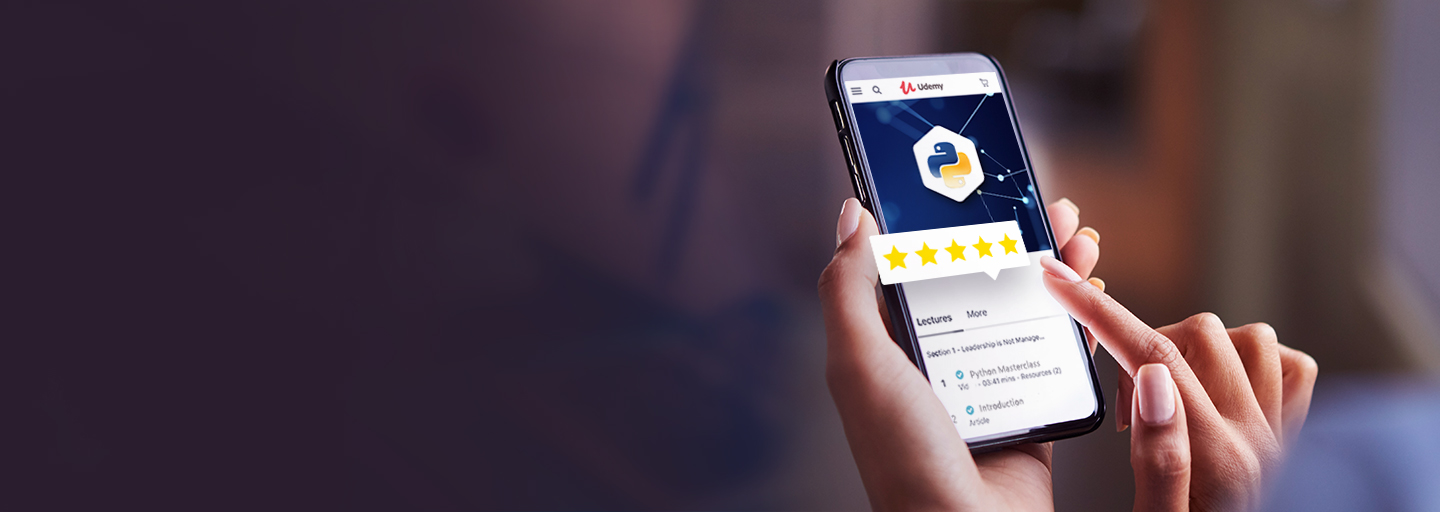 Udemy
Lectures More
Section 1 - Leadership is Not Manage...
1 Python Masterclass
Vid - 03:41 mins - Resources (2)
2 Introduction
Article